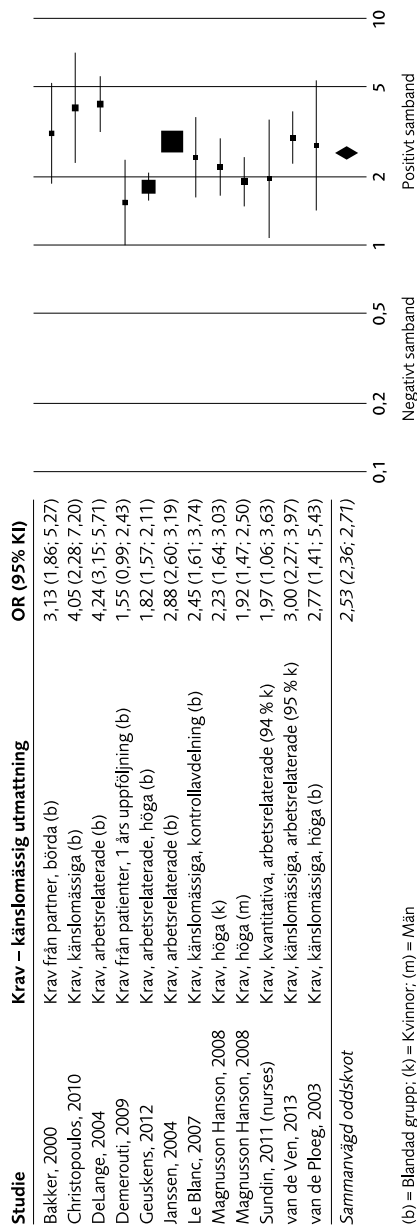 Studie Krav – känslomässig utmattning OR (95% KI)
Bakker, 2000 Krav från partner, börda (b) 3,13 (1,86; 5,27)
Christopoulos, 2010 Krav, känslomässiga (b) 4,05 (2,28; 7,20)
DeLange, 2004 Krav, arbetsrelaterade (b) 4,24 (3,15; 5,71)
Demerouti, 2009 Krav från patienter, 1 års uppföljning (b) 1,55 (0,99; 2,43)
Geuskens, 2012 Krav, arbetsrelaterade, höga (b) 1,82 (1,57; 2,11)
Janssen, 2004 Krav, arbetsrelaterade (b) 2,88 (2,60; 3,19)
Le Blanc, 2007 Krav, känslomässiga, kontrollavdelning (b) 2,45 (1,61; 3,74)
Magnusson Hanson, 2008 Krav, höga (k) 2,23 (1,64; 3,03)
Magnusson Hanson, 2008 Krav, höga (m) 1,92 (1,47; 2,50)
Sundin, 2011 (nurses) Krav, kvantitativa, arbetsrelaterade (94 % k) 1,97 (1,06; 3,63)
van de Ven, 2013 Krav, känslomässiga, arbetsrelaterade (95 % k) 3,00 (2,27; 3,97)
van de Ploeg, 2003 Krav, känslomässiga, höga (b) 2,77 (1,41; 5,43)
Sammanvägd oddskvot 2,53 (2,36; 2,71)
0,1 0,2 0,5 1 2 5 10
Negativt samband Positivt samband
(b) = Blandad grupp; (k) = Kvinnor; (m) = Män